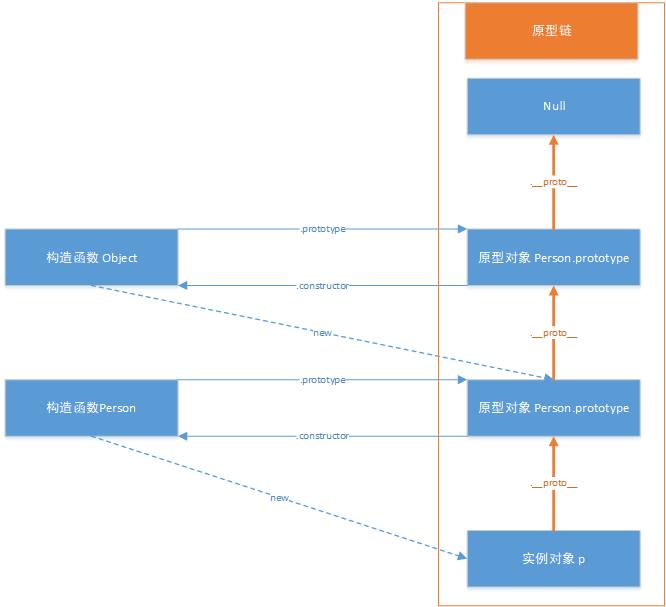 原型链
Null
.__proto__
.prototype
构造函数 Object
原型对象 Person.prototype
.constructor
new
.__proto__
.prototype
构造函数Person
原型对象 Person.prototype
.constructor
.__proto__
new
实例对象 p